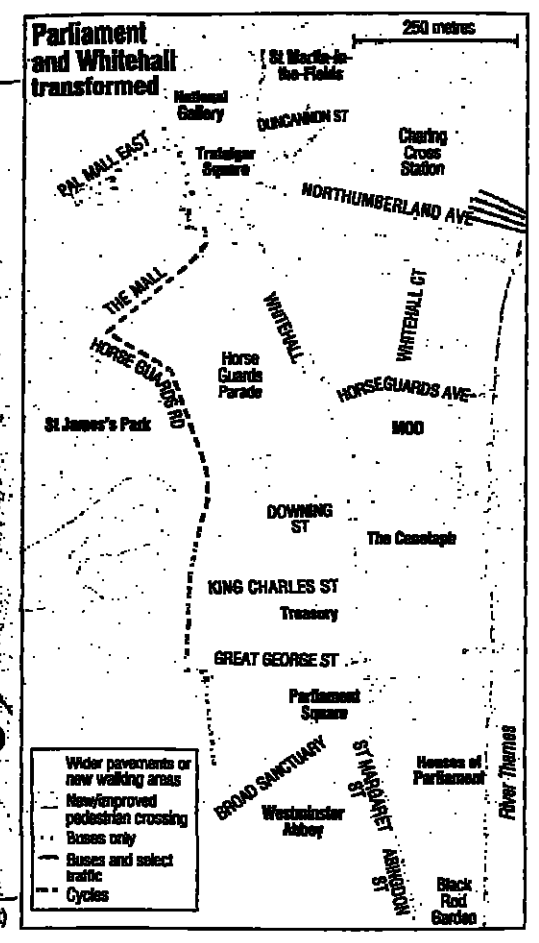 Parliament
and Whitehall
transformed
250 metres
St Martin-in-
the-Fields
National
Gallery
DUNCANNON ST
Charing
Cross
Station
PAL MALL EAST
Trafalgar
Square
NORTHUMBERLAND AVE
THE MALL
WHITEHALL
WHITEHALL CT
HORSE GUARDS RD
Horse
Guards
Parade
HORSEGUARDS AVE
St James's Park
MOD
DOWNING
ST
The Cenotaph
KING CHARLES ST
Treasury
GREAT GEORGE ST
Parliament
Square
BROAD SANCTUARY
ST MARGARET
ST
Houses of
Parliament
River Thames
Westminster
Abbey
ABINGDON
ST
Black
Rod
Garden
Wider pavements or
new walking areas
New/improved
pedestrian crossing
Buses only
Buses and select
traffic
Cycles